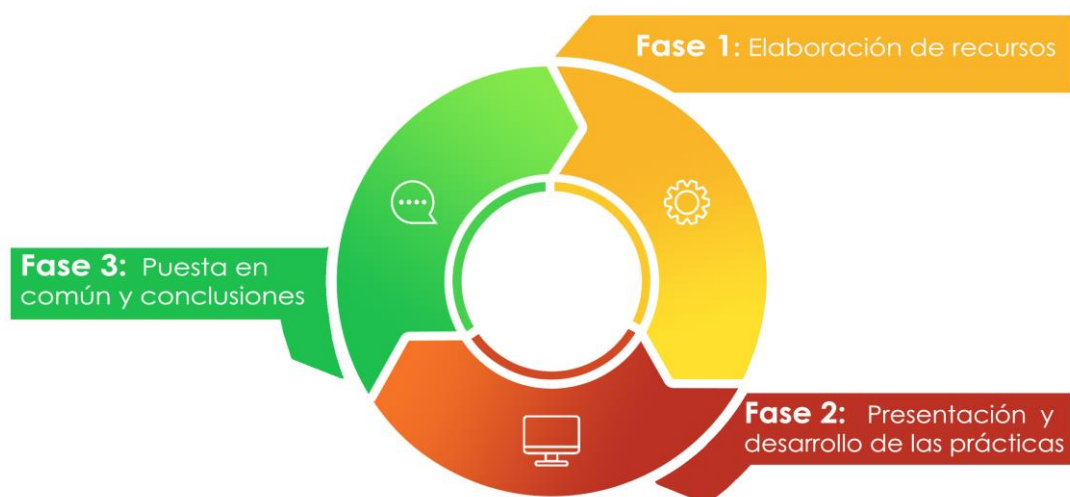 Fase 1: Elaboración de recursos
Fase 3: Puesta en
común y conclusiones
Fase 2: Presentación y
desarrollo de las prácticas